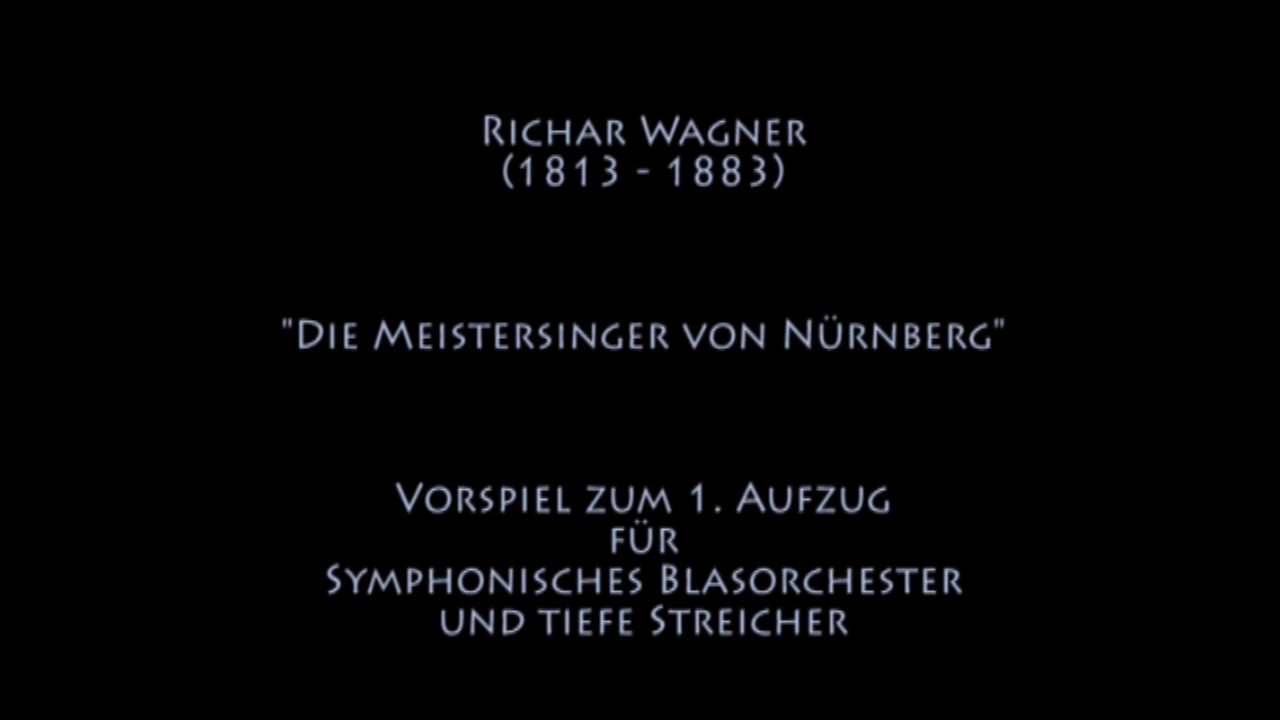 Richar Wagner
(1813 - 1883)
"Die Meistersinger von Nürnberg"
Vorspiel zum 1. Aufzug
für
Symphonisches Blasorchester
und tiefe Streicher